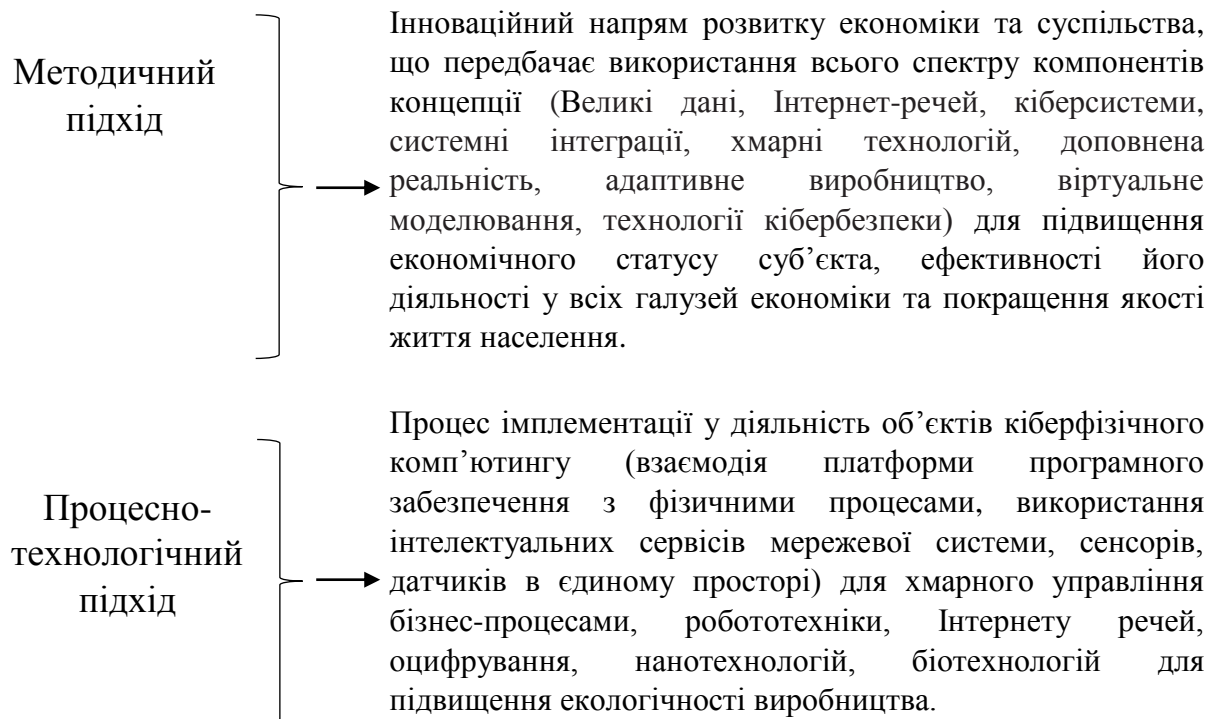 Методичний
підхід
Інноваційний напрям розвитку економіки та суспільства,
що передбачає використання всього спектру компонентів
концепції (Великі дані, Інтернет-речей, кіберсистеми,
системні інтеграції, хмарні технологій, доповнена
реальність, адаптивне виробництво, віртуальне
моделювання, технології кібербезпеки) для підвищення
економічного статусу суб’єкта, ефективності його
діяльності у всіх галузей економіки та покращення якості
життя населення.
Процесно-
технологічний
підхід
Процес імплементації у діяльність об’єктів кіберфізичного
комп’ютингу (взаємодія платформи програмного
забезпечення з фізичними процесами, використання
інтелектуальних сервісів мережевої системи, сенсорів,
датчиків в єдиному просторі) для хмарного управління
бізнес-процесами, робототехніки, Інтернету речей,
оцифрування, нанотехнологій, біотехнологій для
підвищення екологічності виробництва.